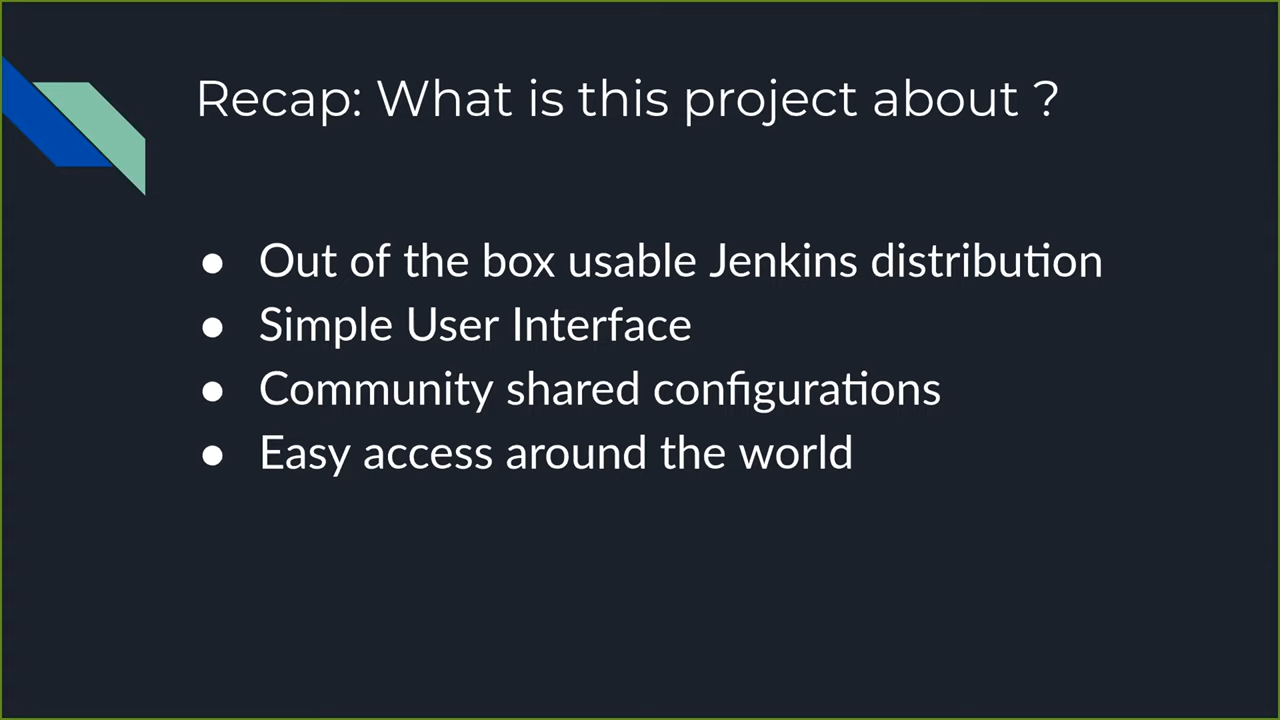 Recap: What is this project about ?
● Out of the box usable Jenkins distribution
● Simple User Interface
● Community shared configurations
● Easy access around the world